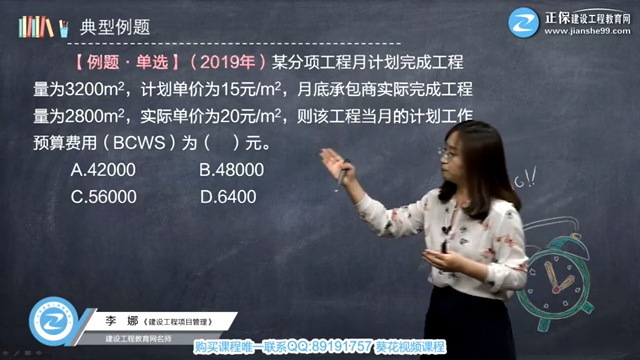 典型例题
正保建设工程教育网
www.jianshe99.com
【例题·单选】(2019年)某分项工程月计划完成工程
量为3200m²，计划单价为15元/m²，月底承包商实际完成工程
量为2800m²，实际单价为20元/m²，则该工程当月的计划工作
预算费用（BCWS)为（ ）元。
A.42000 B.48000
C.56000 D.6400
李 娜 《建设工程项目管理》
建设工程教育网名师
购买课程唯一联系QQ:89191757 葵花视频课程